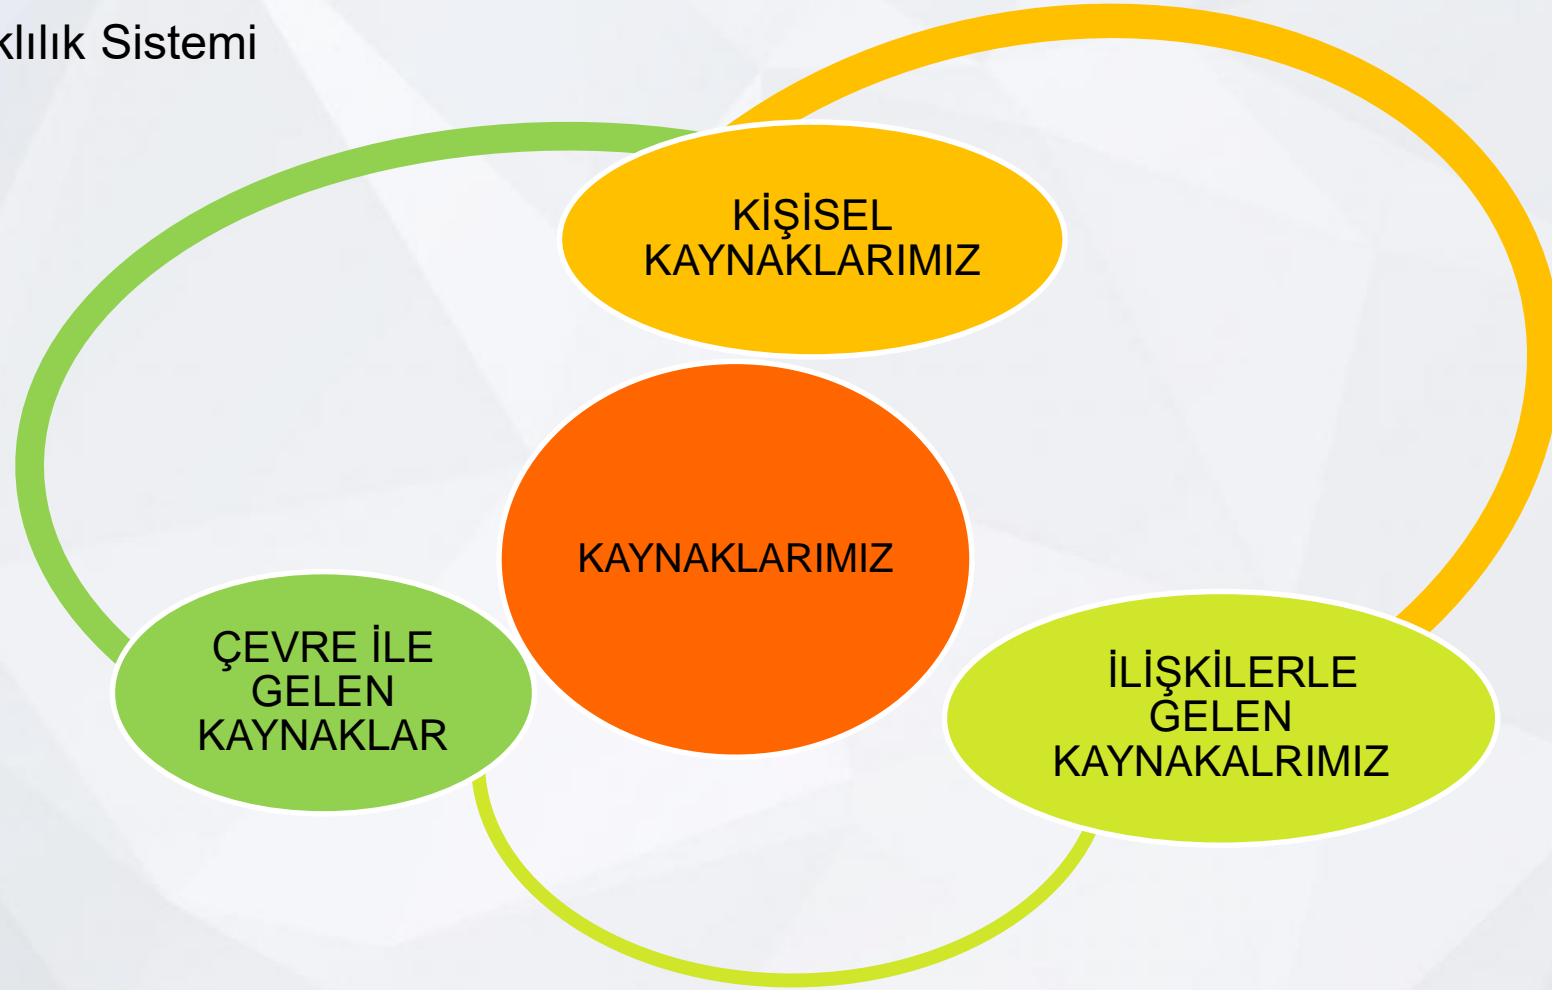 klılık Sistemi
KİŞİSEL
KAYNAKLARIMIZ
KAYNAKLARIMIZ
ÇEVRE İLE
GELEN
KAYNAKLAR
İLİŞKİLERLE
GELEN
KAYNAKALRIMIZ